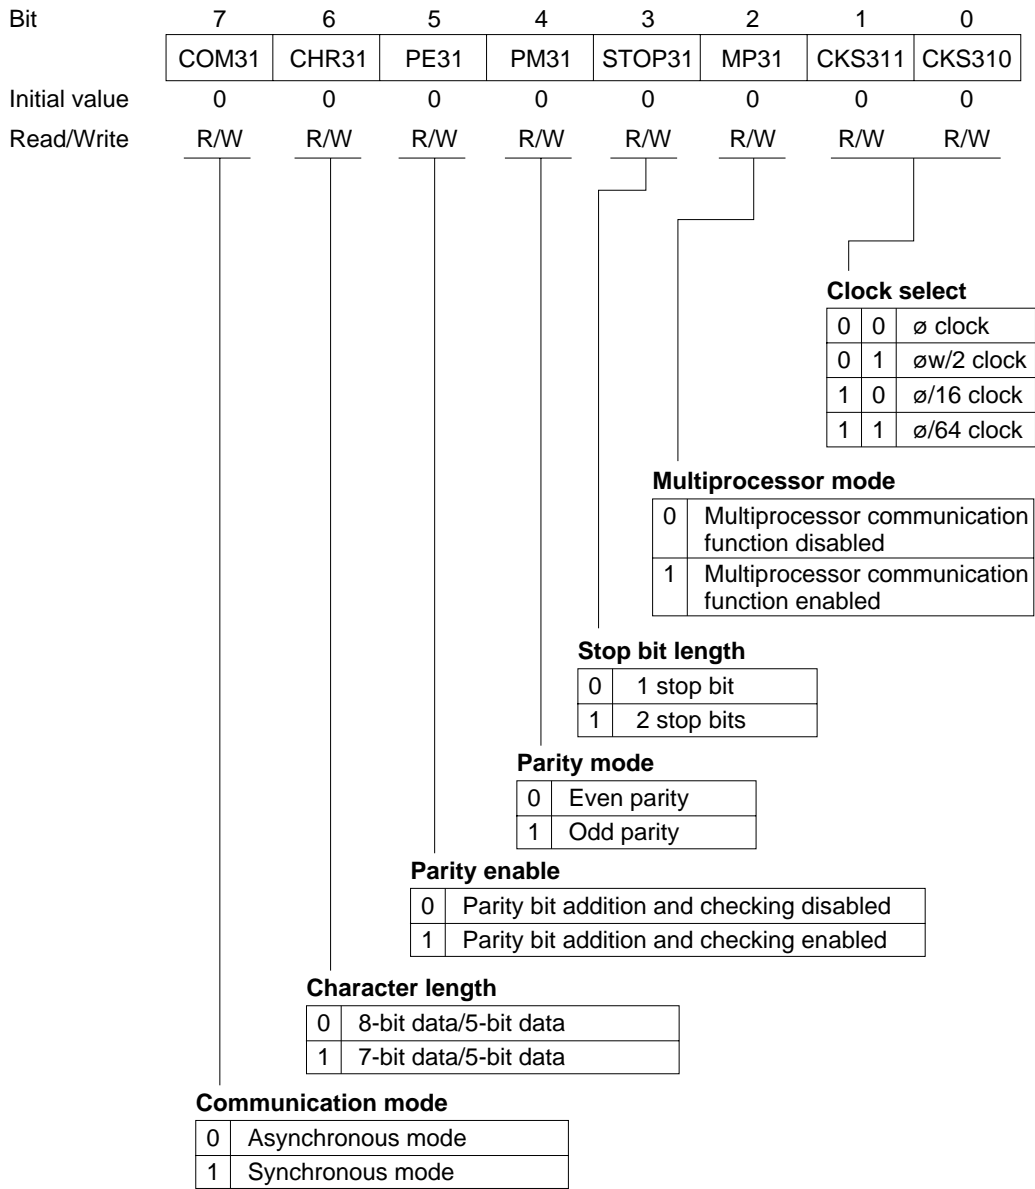 Bit 7 6 5 4 3 2 1 0
COM31 CHR31 PE31 PM31 STOP31 MP31 CKS311 CKS310
Initial value 0 0 0 0 0 0 0 0
Read/Write R/W R/W R/W R/W R/W R/W R/W R/W
Clock select
0 0 ø clock
0 1 øw/2 clock
1 0 ø/16 clock
1 1 ø/64 clock
Multiprocessor mode
0 Multiprocessor communication
function disabled
1 Multiprocessor communication
function enabled
Stop bit length
0 1 stop bit
1 2 stop bits
Parity mode
0 Even parity
1 Odd parity
Parity enable
0 Parity bit addition and checking disabled
1 Parity bit addition and checking enabled
Character length
0 8-bit data/5-bit data
1 7-bit data/5-bit data
Communication mode
0 Asynchronous mode
1 Synchronous mode